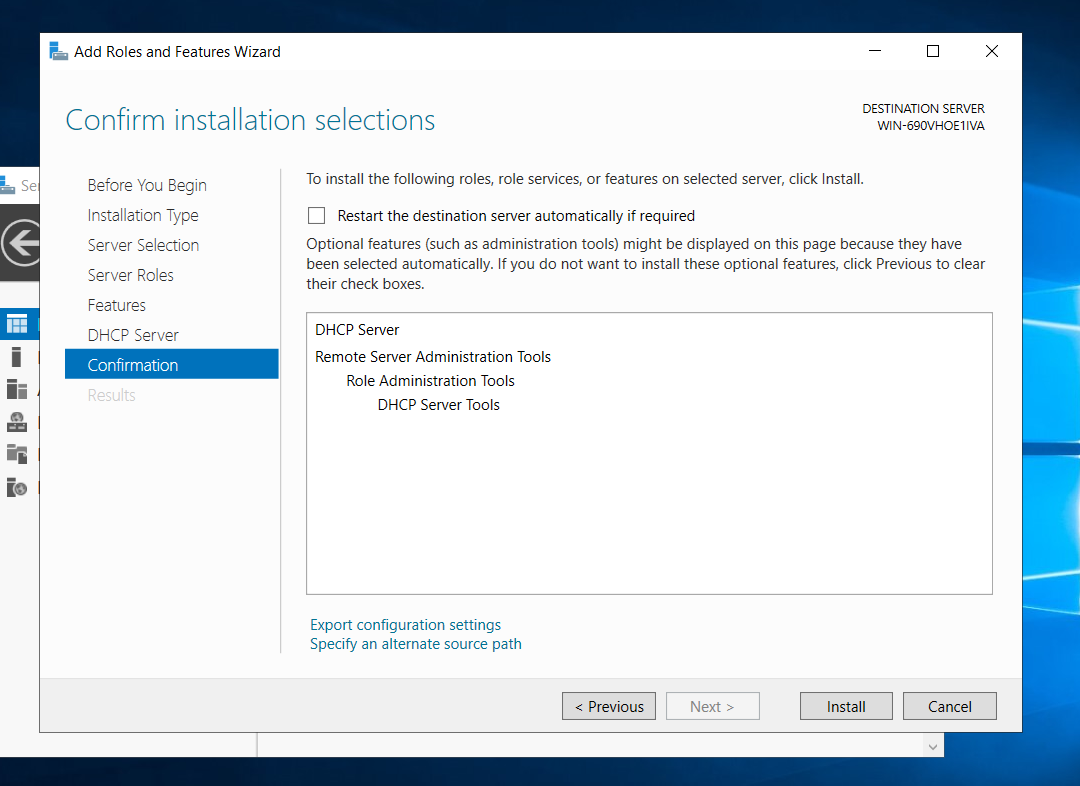 Add Roles and Features Wizard
Confirm installation selections
DESTINATION SERVER
WIN-690VHOE1IVA
Before You Begin
Installation Type
Server Selection
Server Roles
Features
DHCP Server
Confirmation
Results
To install the following roles, role services, or features on selected server, click Install.
Restart the destination server automatically if required
Optional features (such as administration tools) might be displayed on this page because they have
been selected automatically. If you do not want to install these optional features, click Previous to clear
their check boxes.
DHCP Server
Remote Server Administration Tools
Role Administration Tools
DHCP Server Tools
Export configuration settings
Specify an alternate source path
< Previous
Next >
Install
Cancel